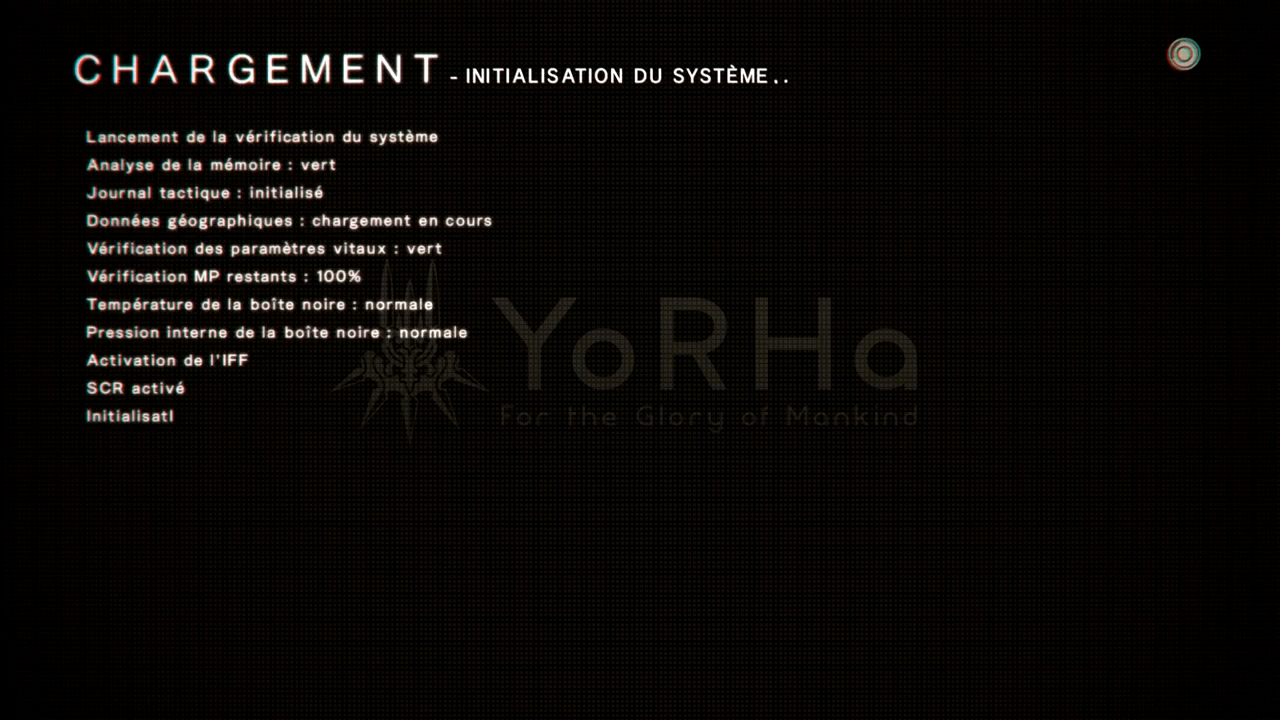 CHARGEMENT - INITIALISATION DU SYSTÈME..
Lancement de la vérification du système
Analyse de la mémoire : vert
Journal tactique : initialisé
Données géographiques : chargement en cours
Vérification des paramètres vitaux : vert
Vérification MP restants : 100%
Température de la boîte noire : normale
Pression interne de la boîte noire : normale
Activation de l'IFF
SCR activé
Initialisatl
YoRHa
For the Glory of Mankind